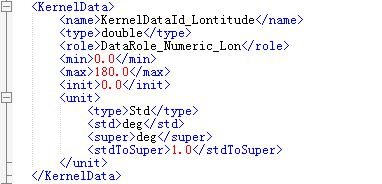 <KernelData>
<name>KernelDataId_Lontitude</name>
<type>double</type>
<role>DataRole_Numeric_Lon</role>
<min>0.0</min>
<max>180.0</max>
<init>0.0</init>
<unit>
<type>Std</type>
<std>deg</std>
<super>deg</super>
<stdToSuper>1.0</stdToSuper>
</unit>
</KernelData>